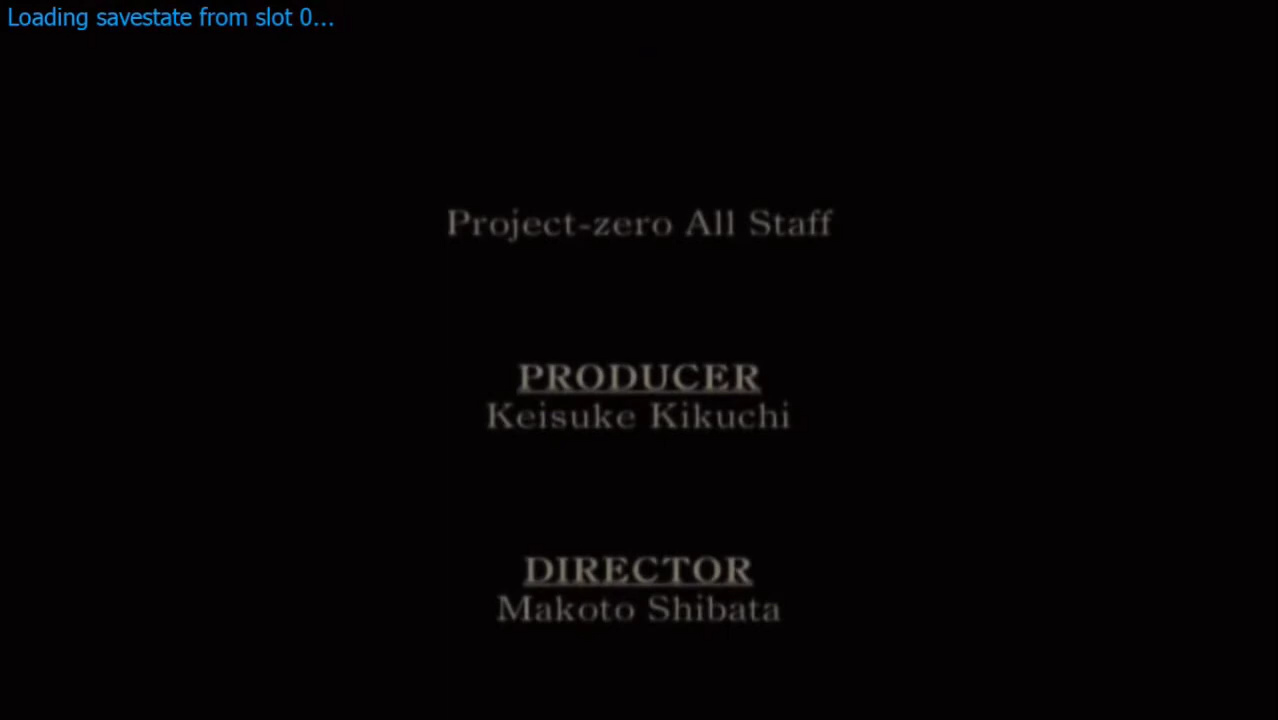 Loading savestate from slot 0...
Project-zero All Staff
PRODUCER
Keisuke Kikuchi
DIRECTOR
Makoto Shibata